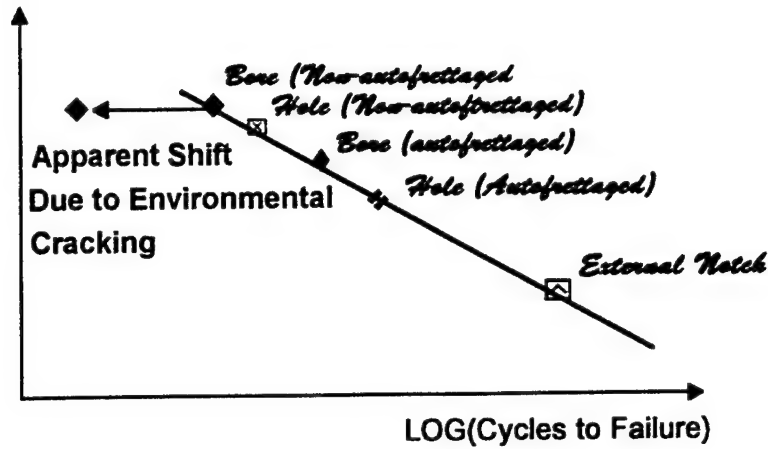 Bore (Non-autofrettaged
Hole (Non-autoftrettaged)
Bore (autofrettaged)
Apparent Shift
Due to Environmental
Cracking
Hole (Autofrettaged)
External Notch
LOG(Cycles to Failure)